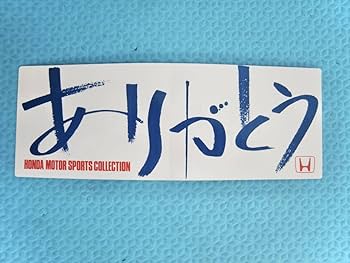 ありがとう
HONDA MOTOR SPORTS COLLECTION